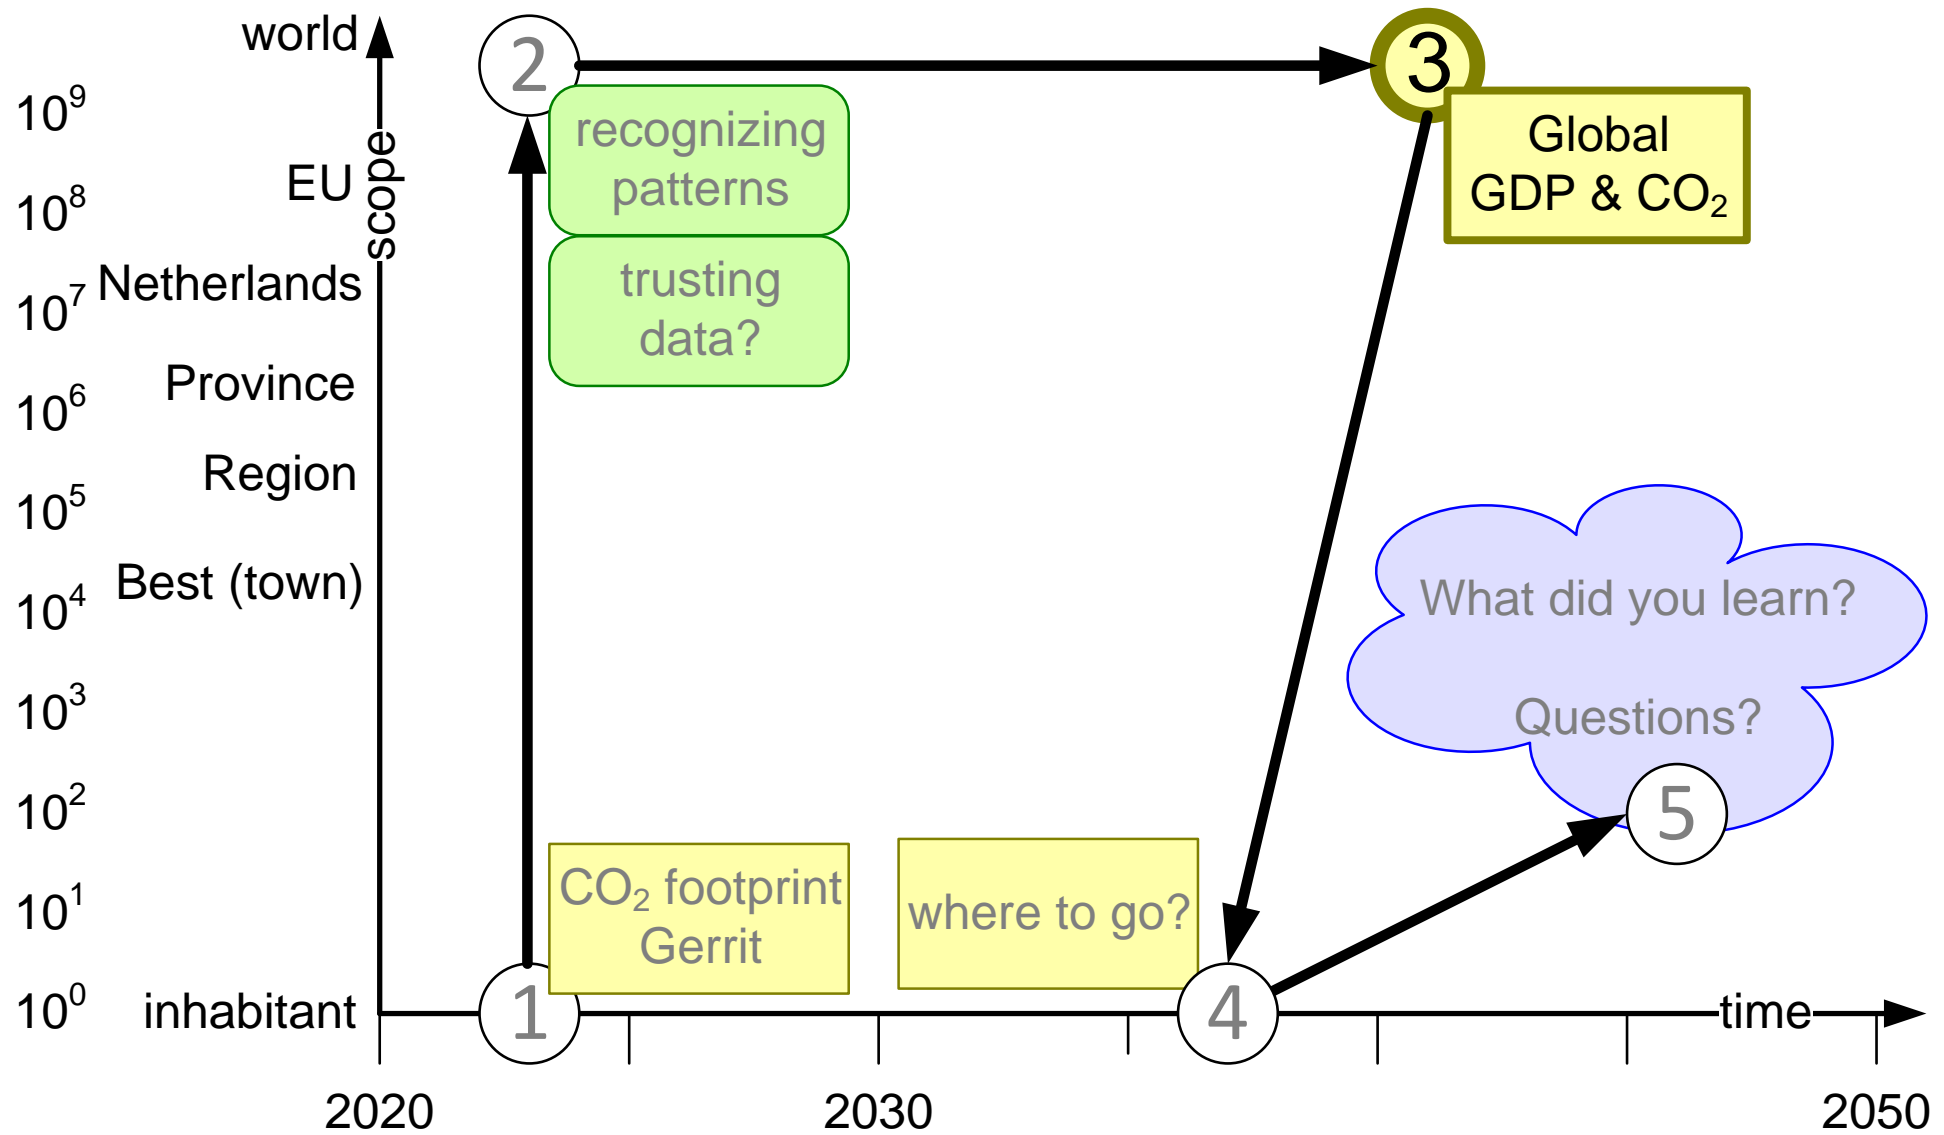 world
10⁹
scope
EU
10⁸
Netherlands
10⁷
Province
10⁶
Region
10⁵
Best (town)
10⁴
10³
10²
10¹
10⁰
inhabitant
2
recognizing
patterns
trusting
data?
3
Global
GDP & CO₂
What did you learn?
Questions?
5
1
CO₂ footprint
Gerrit
where to go?
4
time
2020
2030
2050